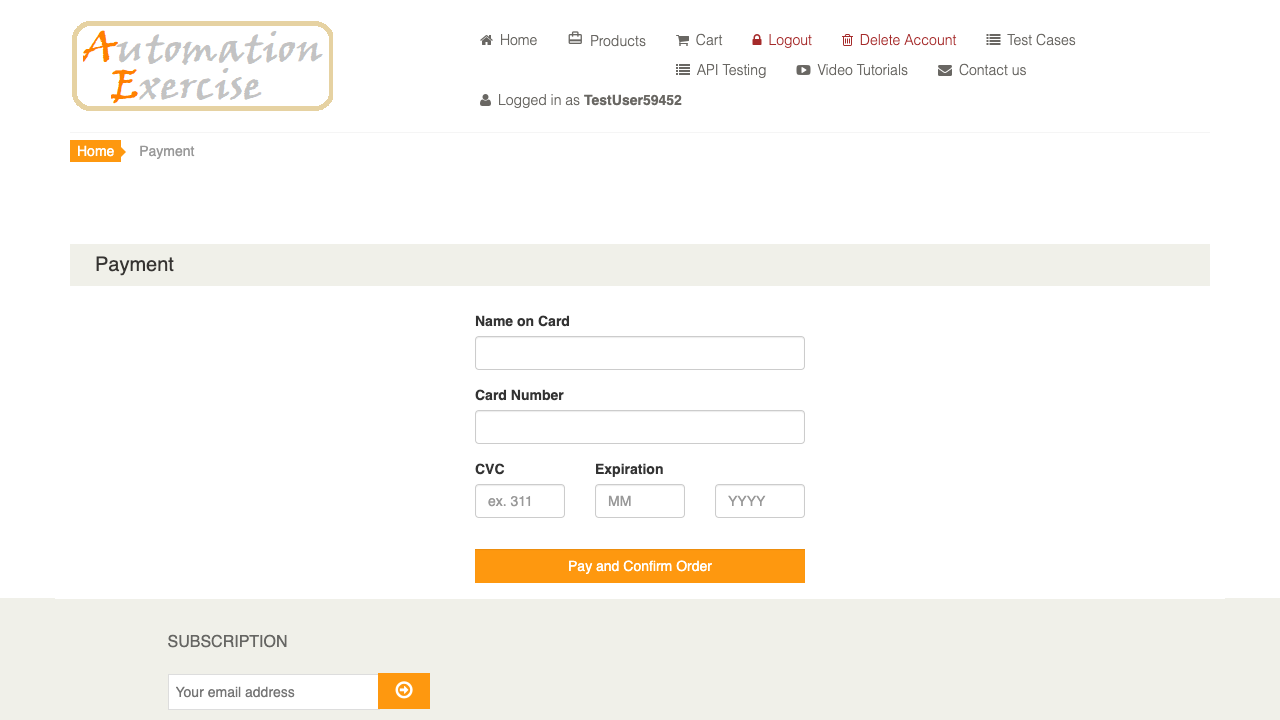 Automation
Exercise
Home
Products
Cart
Logout
Delete Account
Test Cases
API Testing
Video Tutorials
Contact us
Logged in as TestUser59452
Home
Payment
Payment
Name on Card
Card Number
CVC
Expiration
ex. 311
MM
YYYY
Pay and Confirm Order
SUBSCRIPTION
Your email address